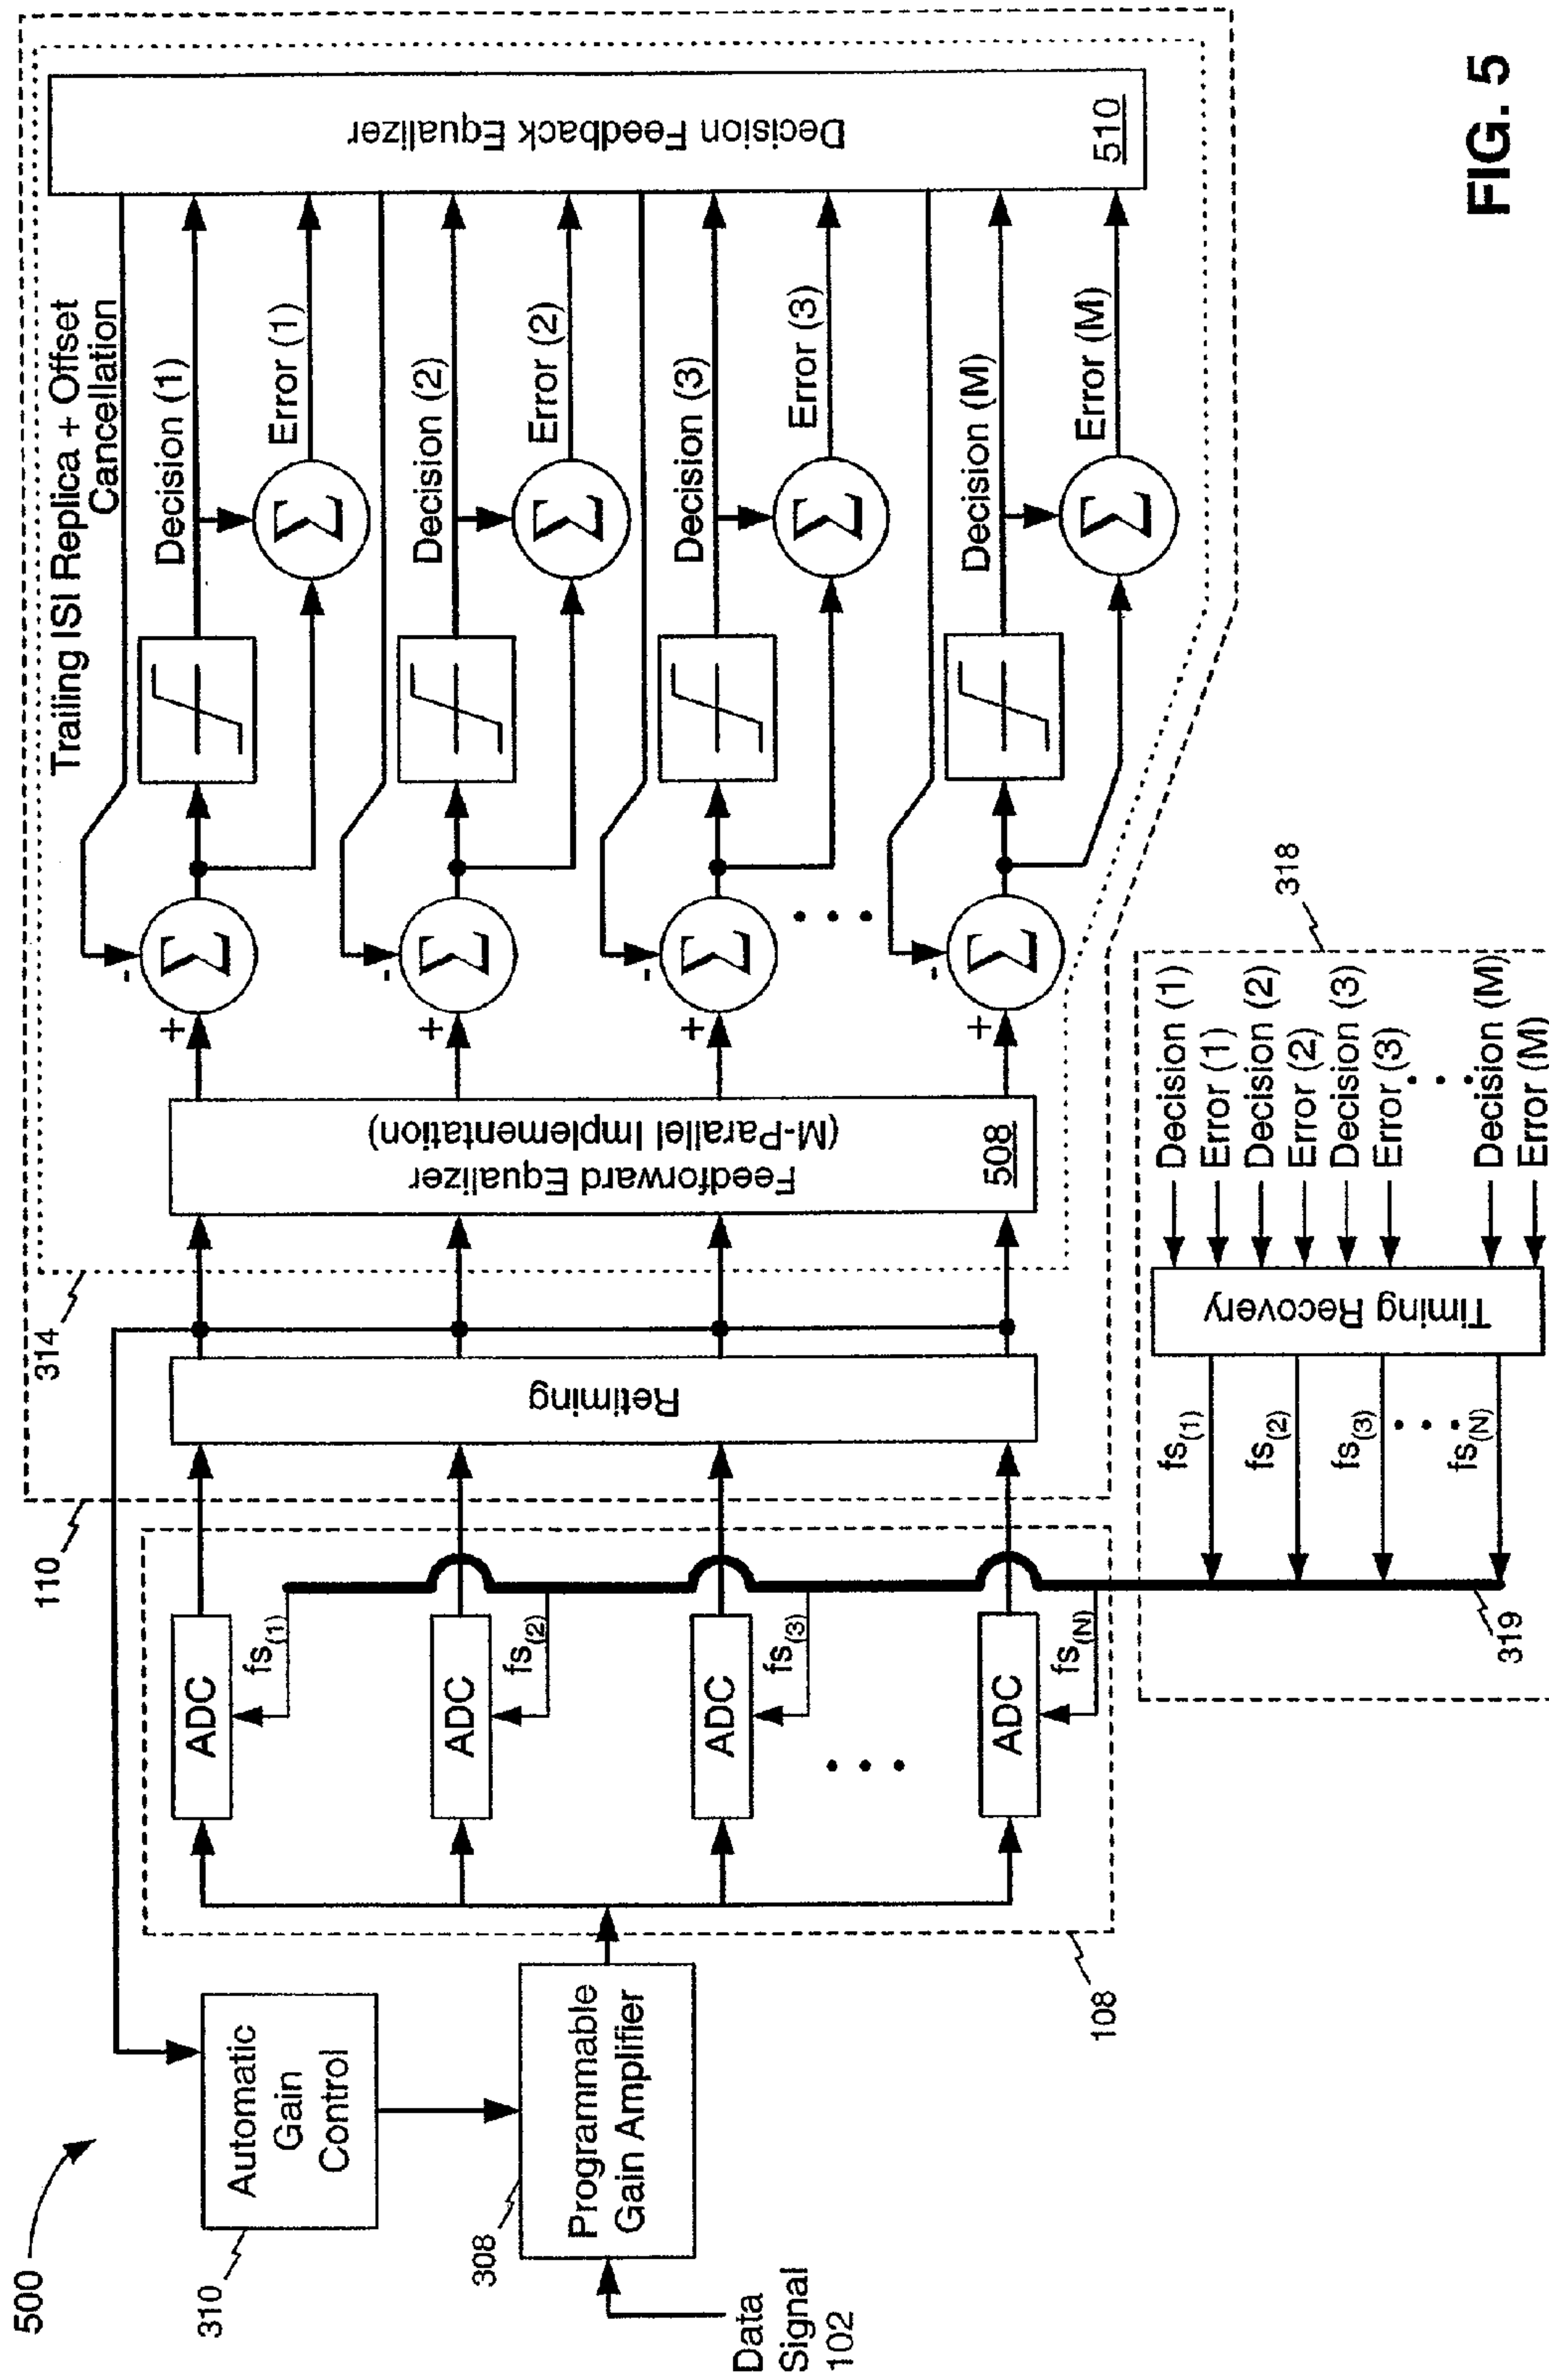 500
310
Automatic
Gain
Control
308
Programmable
Gain Amplifier
Data
Signal
102
108
ADC
fs(1)
ADC
fs(2)
ADC
fs(3)
• • •
ADC
fs(N)
110
Retiming
314
Feedforward Equalizer
(M-Parallel Implementation)
508
Trailing ISI Replica + Offset
Cancellation
+
-
Σ
Decision (1)
Σ
Error (1)
+
-
Σ
Decision (2)
Σ
Error (2)
+
-
Σ
Decision (3)
Σ
Error (3)
• • •
+
-
Σ
Decision (M)
Σ
Error (M)
Decision Feedback Equalizer
510
318
319
fs(1)
fs(2)
fs(3)
• • •
fs(N)
Timing Recovery
Decision (1)
Error (1)
Decision (2)
Error (2)
Decision (3)
Error (3)
• • •
Decision (M)
Error (M)
FIG. 5